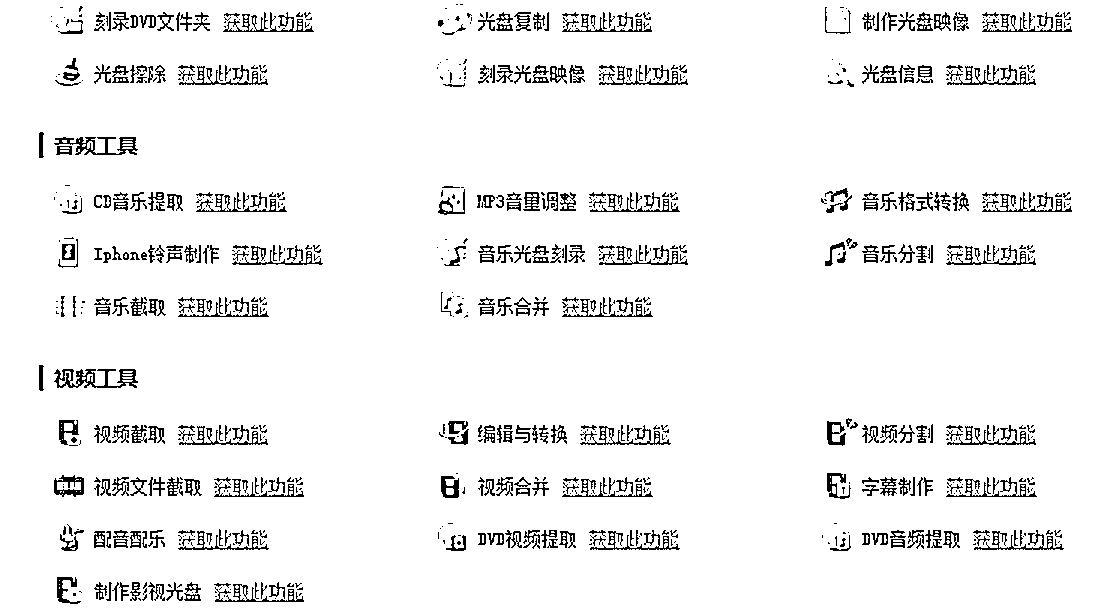 刻录DVD文件夹 获取此功能 光盘复制 获取此功能 制作光盘映像 获取此功能
光盘擦除 获取此功能 刻录光盘映像 获取此功能 光盘信息 获取此功能
音频工具
CD音乐提取 获取此功能 MP3音量调整 获取此功能 音乐格式转换 获取此功能
Iphone铃声制作 获取此功能 音乐光盘刻录 获取此功能 音乐分割 获取此功能
音乐截取 获取此功能 音乐合并 获取此功能
视频工具
视频截取 获取此功能 编辑与转换 获取此功能 视频分割 获取此功能
视频文件截取 获取此功能 视频合并 获取此功能 字幕制作 获取此功能
配音配乐 获取此功能 DVD视频提取 获取此功能 DVD音频提取 获取此功能
制作影视光盘 获取此功能